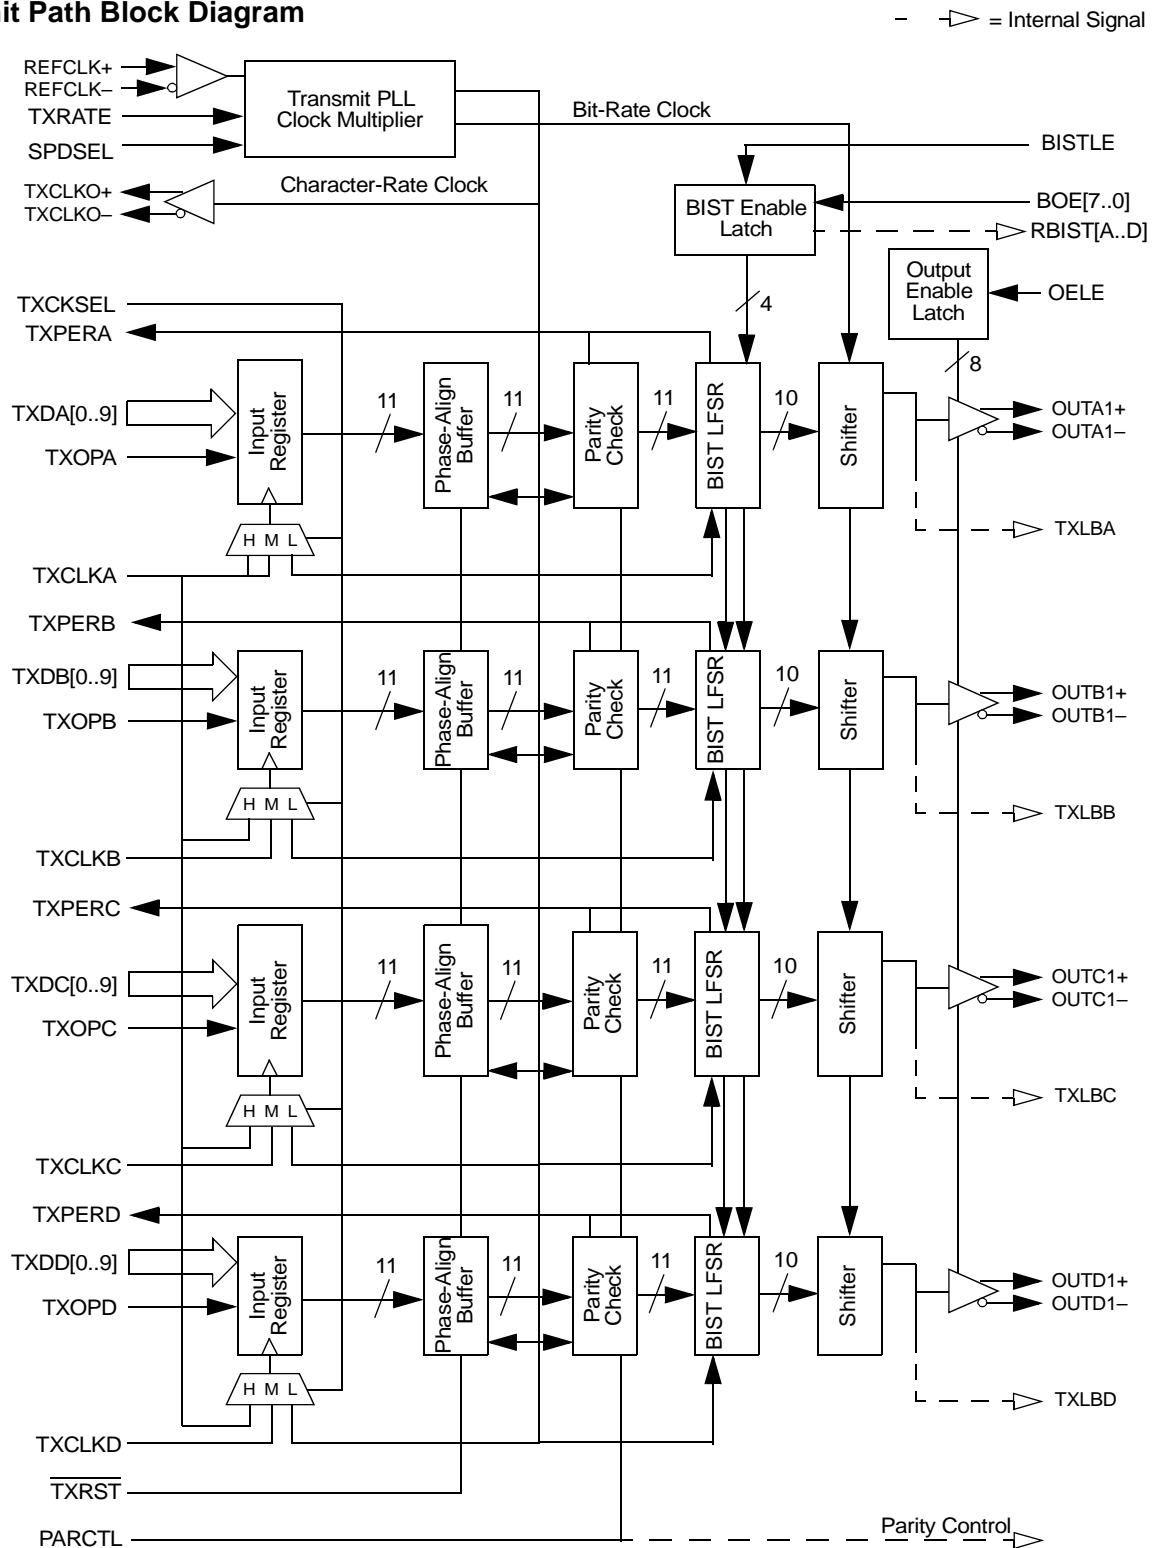 nit Path Block Diagram
= Internal Signal
REFCLK+
REFCLK–
TXRATE
SPDSEL
Transmit PLL
Clock Multiplier
Bit-Rate Clock
BISTLE
TXCLKO+
TXCLKO–
Character-Rate Clock
BIST Enable
Latch
BOE[7..0]
RBIST[A..D]
Output
Enable
Latch
OELE
TXCKSEL
4
TXPERA
8
TXDA[0..9]
TXOPA
Input
Register
11
Phase-Align
Buffer
11
Parity
Check
11
BIST LFSR
10
Shifter
OUTA1+
OUTA1–
H M L
TXLBA
TXCLKA
TXPERB
TXDB[0..9]
TXOPB
Input
Register
11
Phase-Align
Buffer
11
Parity
Check
11
BIST LFSR
10
Shifter
OUTB1+
OUTB1–
H M L
TXLBB
TXCLKB
TXPERC
TXDC[0..9]
TXOPC
Input
Register
11
Phase-Align
Buffer
11
Parity
Check
11
BIST LFSR
10
Shifter
OUTC1+
OUTC1–
H M L
TXLBC
TXCLKC
TXPERD
TXDD[0..9]
TXOPD
Input
Register
11
Phase-Align
Buffer
11
Parity
Check
11
BIST LFSR
10
Shifter
OUTD1+
OUTD1–
H M L
TXLBD
TXCLKD
TXRST
PARCTL
Parity Control